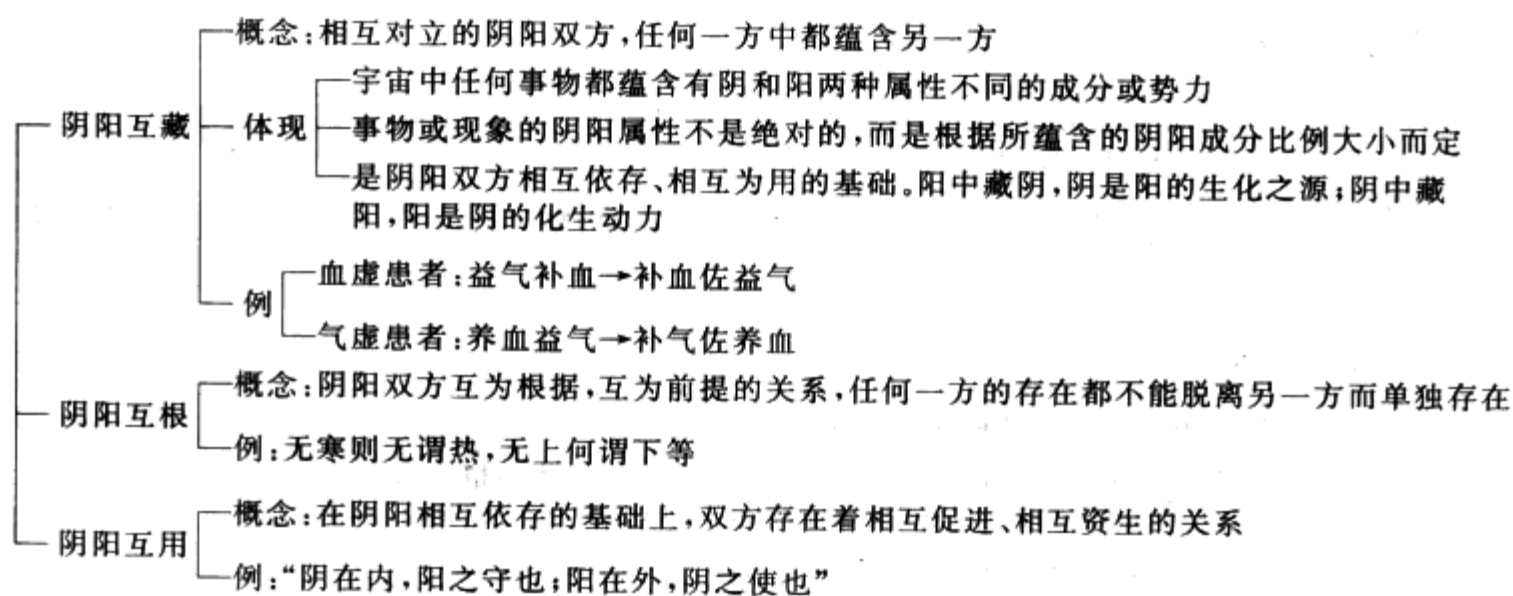 概念:相互对立的阴阳双方,任何一方中都蕴含另一方
宇宙中任何事物都蕴含有阴和阳两种属性不同的成分或势力
阴阳互藏 体现 事物或现象的阴阳属性不是绝对的,而是根据所蕴含的阴阳成分比例大小而定
是阴阳双方相互依存、相互为用的基础。阳中藏阴,阴是阳的生化之源;阴中藏
阳,阳是阴的化生动力
血虚患者:益气补血→补血佐益气
例
气虚患者:养血益气→补气佐养血
概念:阴阳双方互为根据,互为前提的关系,任何一方的存在都不能脱离另一方而单独存在
阴阳互根
例:无寒则无谓热,无上何谓下等
概念:在阴阳相互依存的基础上,双方存在着相互促进、相互资生的关系
阴阳互用
例:“阴在内,阳之守也;阳在外,阴之使也”